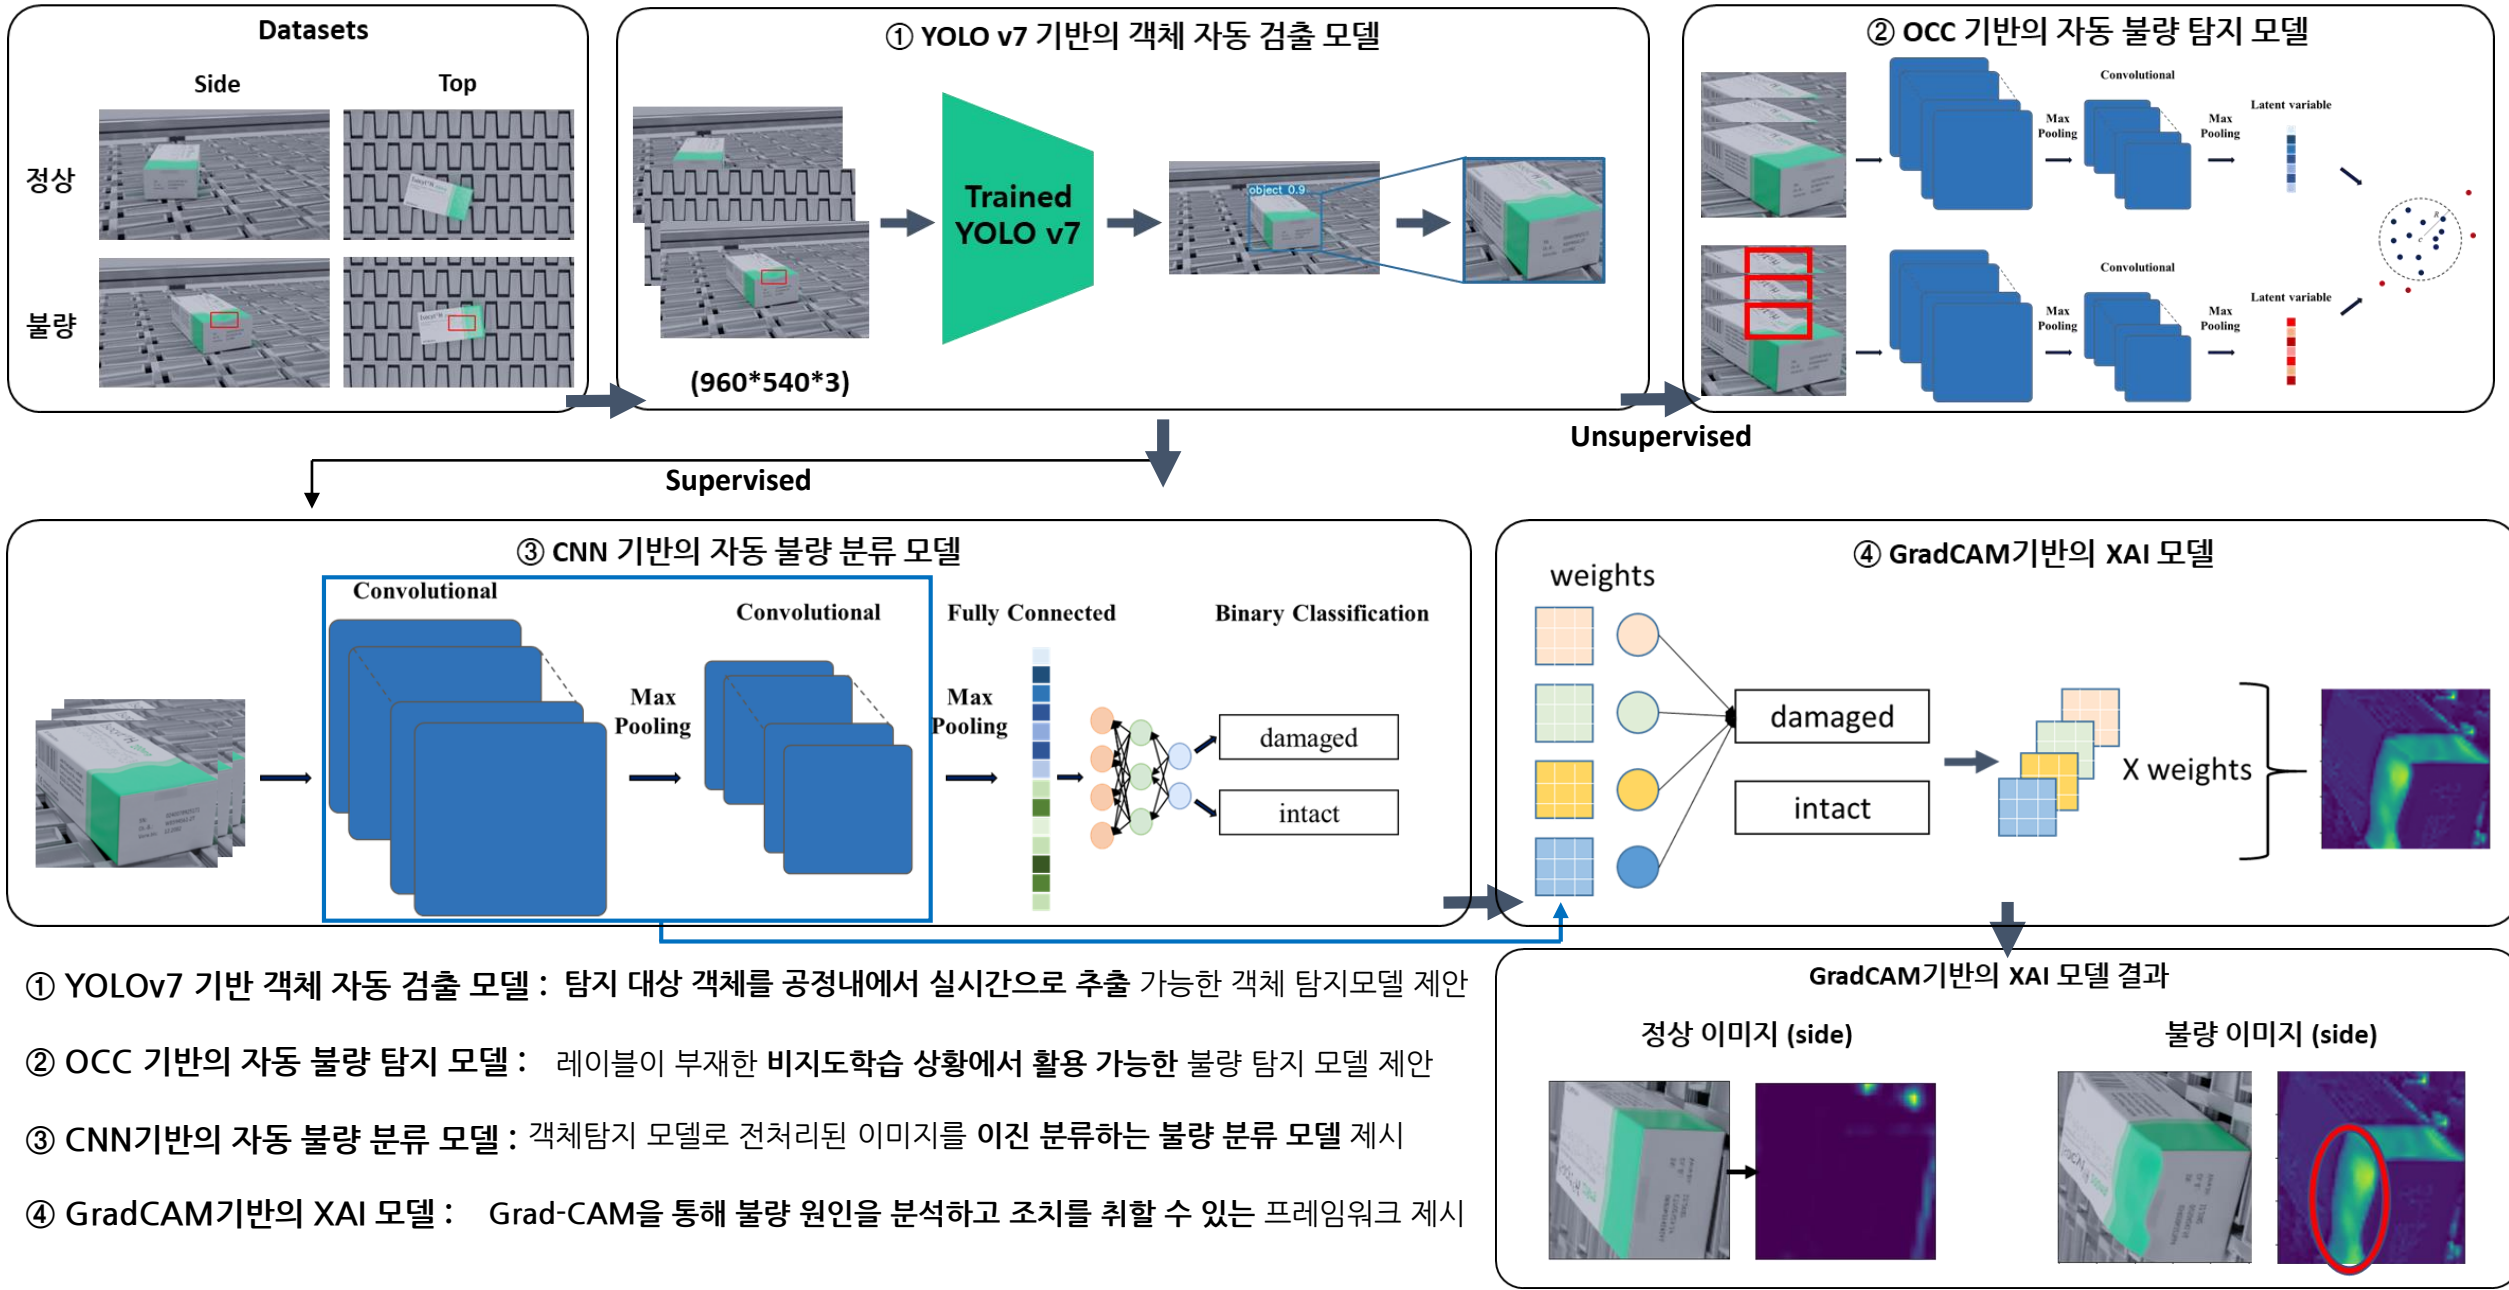 Datasets
Side
Top
정상
불량
① YOLO v7 기반의 객체 자동 검출 모델
Trained
YOLO v7
object 0.9
(960*540*3)
② OCC 기반의 자동 불량 탐지 모델
Convolutional
Max
Pooling
Max
Pooling
Latent variable
R
c
Convolutional
Max
Pooling
Max
Pooling
Latent variable
Unsupervised
Supervised
③ CNN 기반의 자동 불량 분류 모델
Convolutional
Max
Pooling
Convolutional
Max
Pooling
Fully Connected
Binary Classification
damaged
intact
④ GradCAM기반의 XAI 모델
weights
damaged
intact
X weights
① YOLOv7 기반 객체 자동 검출 모델 : 탐지 대상 객체를 공정내에서 실시간으로 추출 가능한 객체 탐지모델 제안
② OCC 기반의 자동 불량 탐지 모델 : 레이블이 부재한 비지도학습 상황에서 활용 가능한 불량 탐지 모델 제안
③ CNN기반의 자동 불량 분류 모델 : 객체탐지 모델로 전처리된 이미지를 이진 분류하는 불량 분류 모델 제시
④ GradCAM기반의 XAI 모델 : Grad-CAM을 통해 불량 원인을 분석하고 조치를 취할 수 있는 프레임워크 제시
GradCAM기반의 XAI 모델 결과
정상 이미지 (side)
불량 이미지 (side)